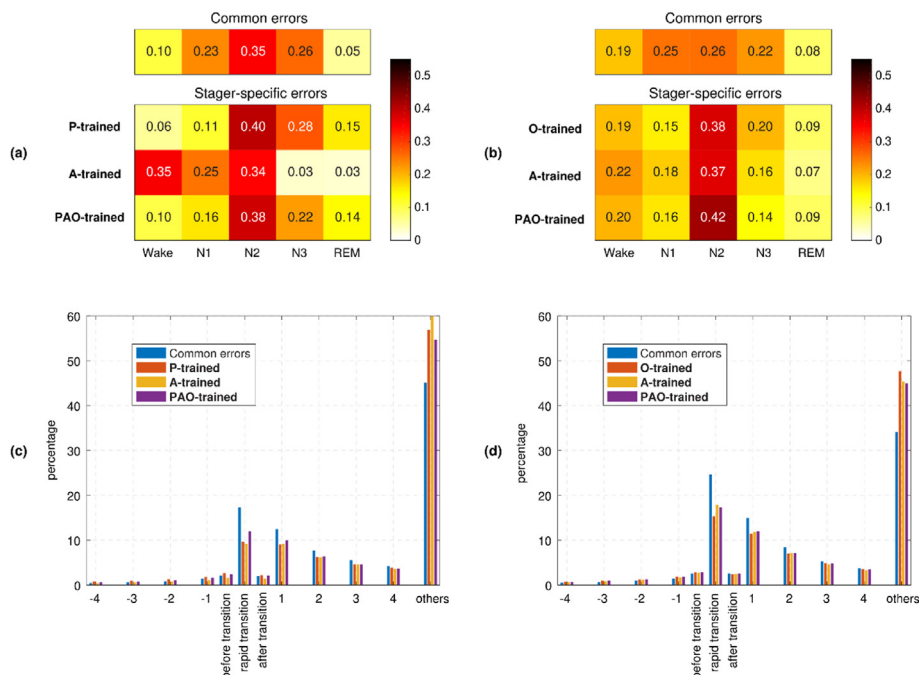 Common errors
0.10 0.23 0.35 0.26 0.05
0.5
0.4
0.3
0.2
0.1
0
Stager-specific errors
P-trained 0.06 0.11 0.40 0.28 0.15
(a) A-trained 0.35 0.25 0.34 0.03 0.03
PAO-trained 0.10 0.16 0.38 0.22 0.14
Wake N1 N2 N3 REM
Common errors
0.19 0.25 0.26 0.22 0.08
0.5
0.4
0.3
0.2
0.1
0
Stager-specific errors
O-trained 0.19 0.15 0.38 0.20 0.09
(b) A-trained 0.22 0.18 0.37 0.16 0.07
PAO-trained 0.20 0.16 0.42 0.14 0.09
Wake N1 N2 N3 REM
(c)
percentage
60
50
40
30
20
10
0
Common errors
P-trained
A-trained
PAO-trained
-4 -3 -2 -1 before transition rapid transition after transition 1 2 3 4 others
(d)
percentage
60
50
40
30
20
10
0
Common errors
O-trained
A-trained
PAO-trained
-4 -3 -2 -1 before transition rapid transition after transition 1 2 3 4 others